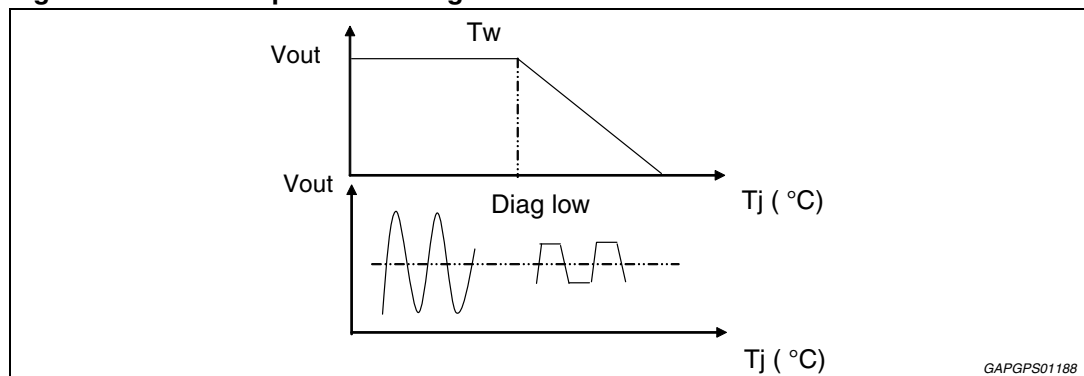 Tw
Vout
Vout
Tj ( °C)
Diag low
Tj ( °C)
GAPGPS01188